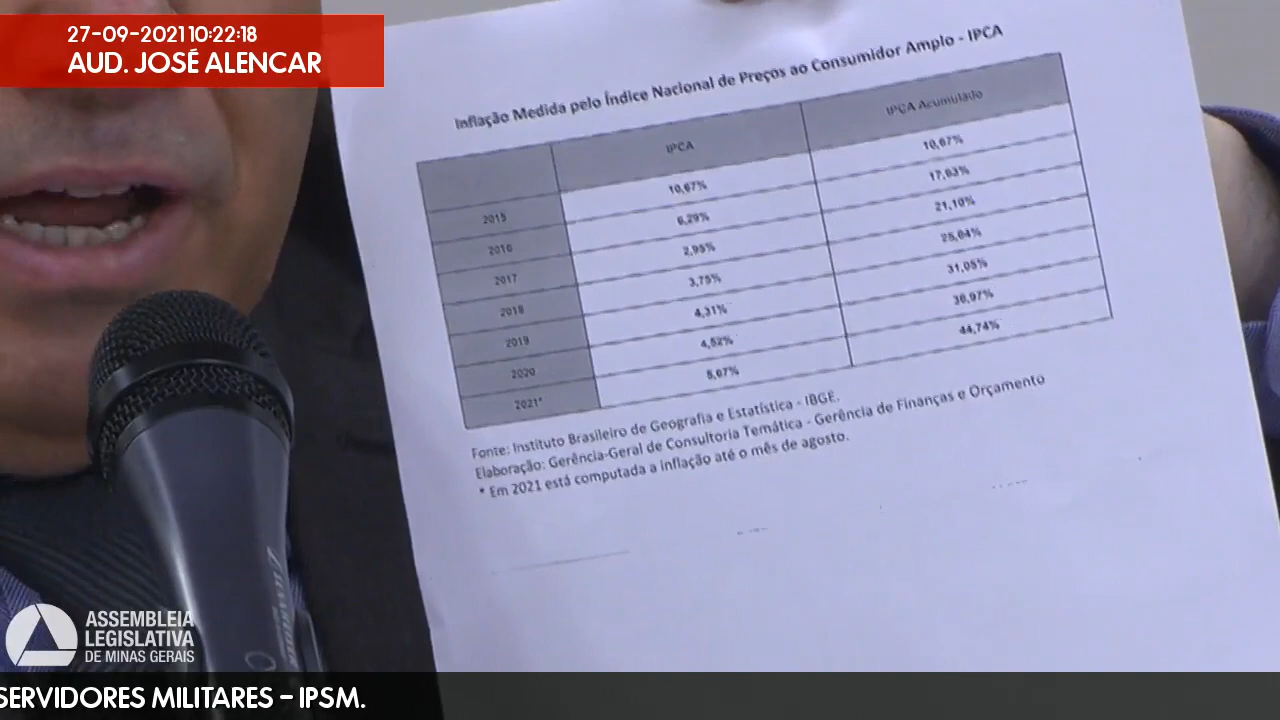 27-09-2021 10:22:18
AUD. JOSÉ ALENCAR
Inflação Medida pelo Índice Nacional de Preços ao Consumidor Amplo - IPCA
IPCA IPCA Acumulado
2015 10,67% 10,67%
2016 6,29% 17,63%
2017 2,95% 21,10%
2018 3,75% 25,64%
2019 4,31% 31,05%
2020 4,52% 36,97%
2021* 5,67% 44,74%
Fonte: Instituto Brasileiro de Geografia e Estatística - IBGE.
Elaboração: Gerência-Geral de Consultoria Temática - Gerência de Finanças e Orçamento
* Em 2021 está computada a inflação até o mês de agosto.
ASSEMBLEIA
LEGISLATIVA
DE MINAS GERAIS
SERVIDORES MILITARES – IPSM.